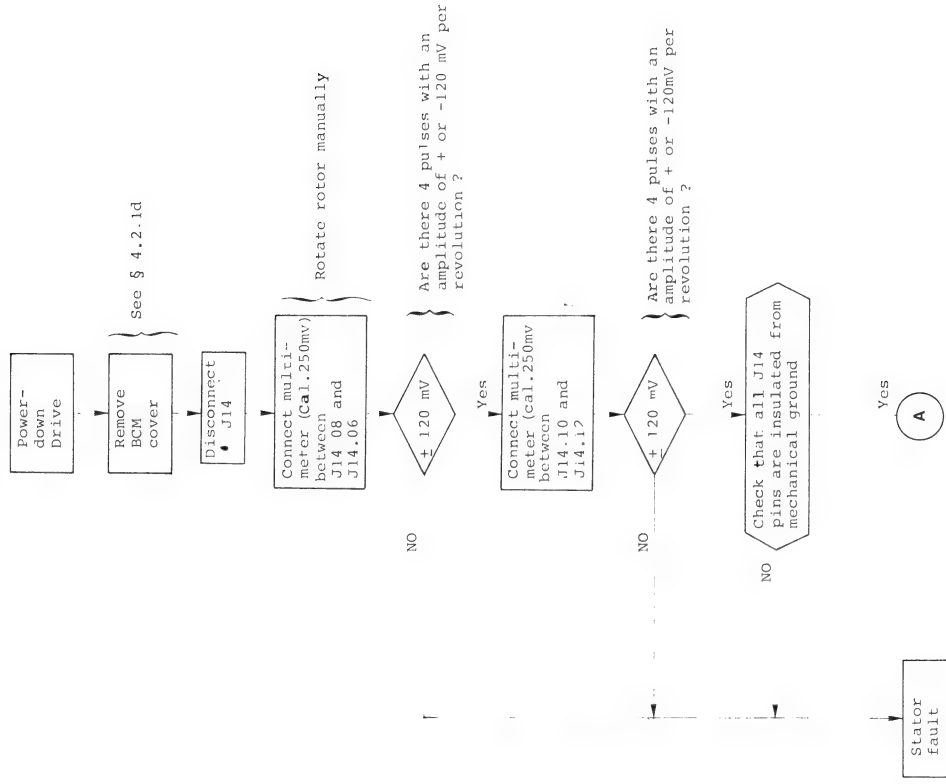 Power-
down
Drive
Remove
BCM
cover
See § 4.2-1d
Disconnect
J14
Connect multi-
meter (Cal.250mv)
between
J14 08 and
J14.06
Rotate rotor manually
+ 120 mV
Are there 4 pulses with an
amplitude of + or -120 mV per
revolution ?
NO
Yes
Connect multi-
meter (cal.250mv
between
J14.10 and
+ 120 mV
Are there 4 pulses with an
amplitude of + or -120mV per
revolution ?
NO
Yes
Check that all J14
pins are insulated from
mechanical ground
NO
Yes
A
Stator
fault